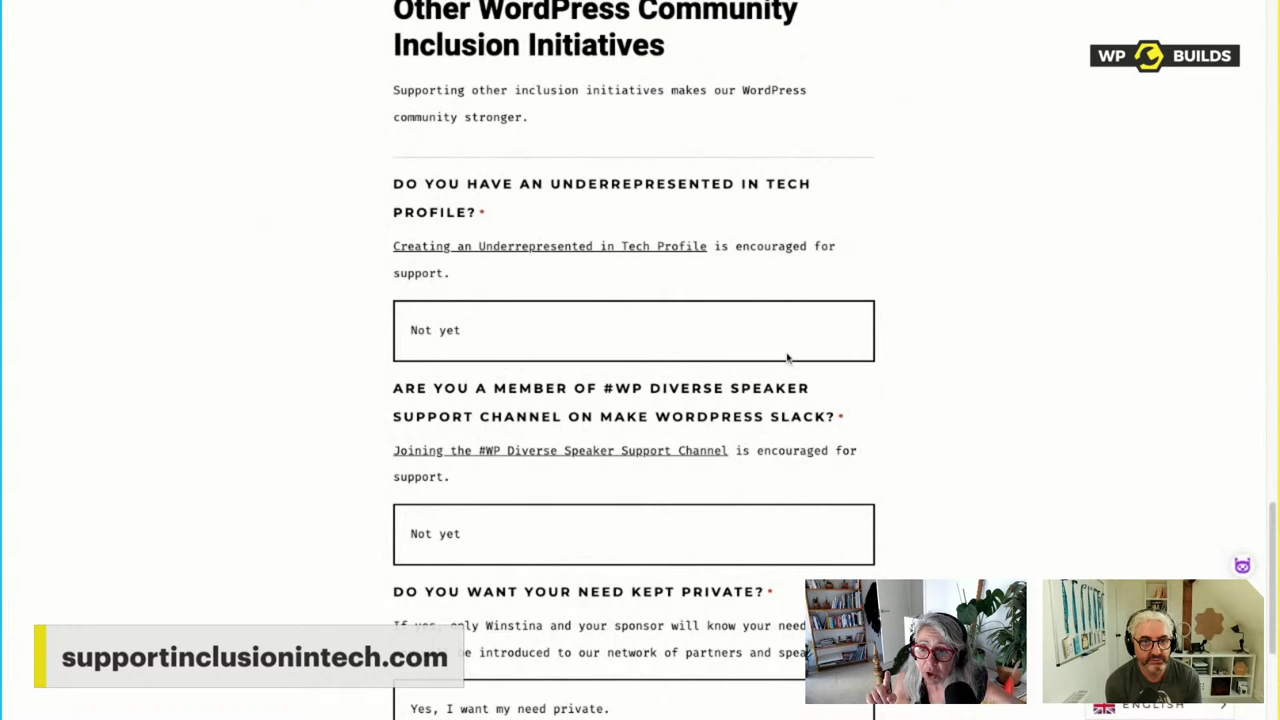 Other WordPress Community
Inclusion Initiatives
WP BUILDS
Supporting other inclusion initiatives makes our WordPress
community stronger.
DO YOU HAVE AN UNDERREPRESENTED IN TECH
PROFILE? *
Creating an Underrepresented in Tech Profile is encouraged for
support.
Not yet
ARE YOU A MEMBER OF #WP DIVERSE SPEAKER
SUPPORT CHANNEL ON MAKE WORDPRESS SLACK? *
Joining the #WP Diverse Speaker Support Channel is encouraged for
support.
Not yet
DO YOU WANT YOUR NEED KEPT PRIVATE? *
If yes, only Winstina and your sponsor will know your need
be introduced to our network of partners and
supportinclusionintech.com
Yes, I want my need private.
ENGLISH